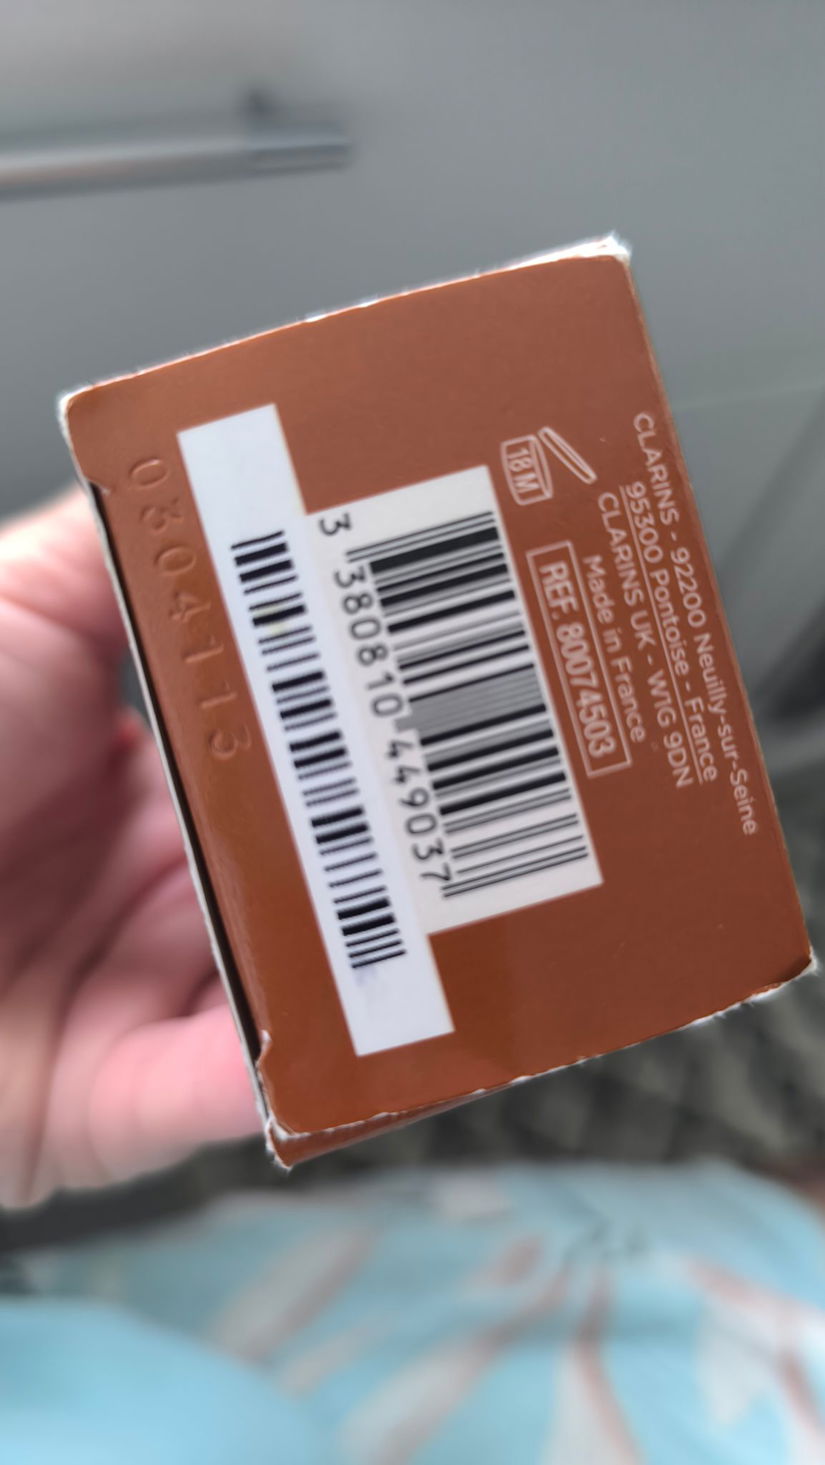 CLARINS - 92200 Neuilly-sur-Seine
95300 Pontoise - France
CLARINS UK - W1G 9DN
Made in France
REF. 80074503
18 M
3 380810 449037
0304113